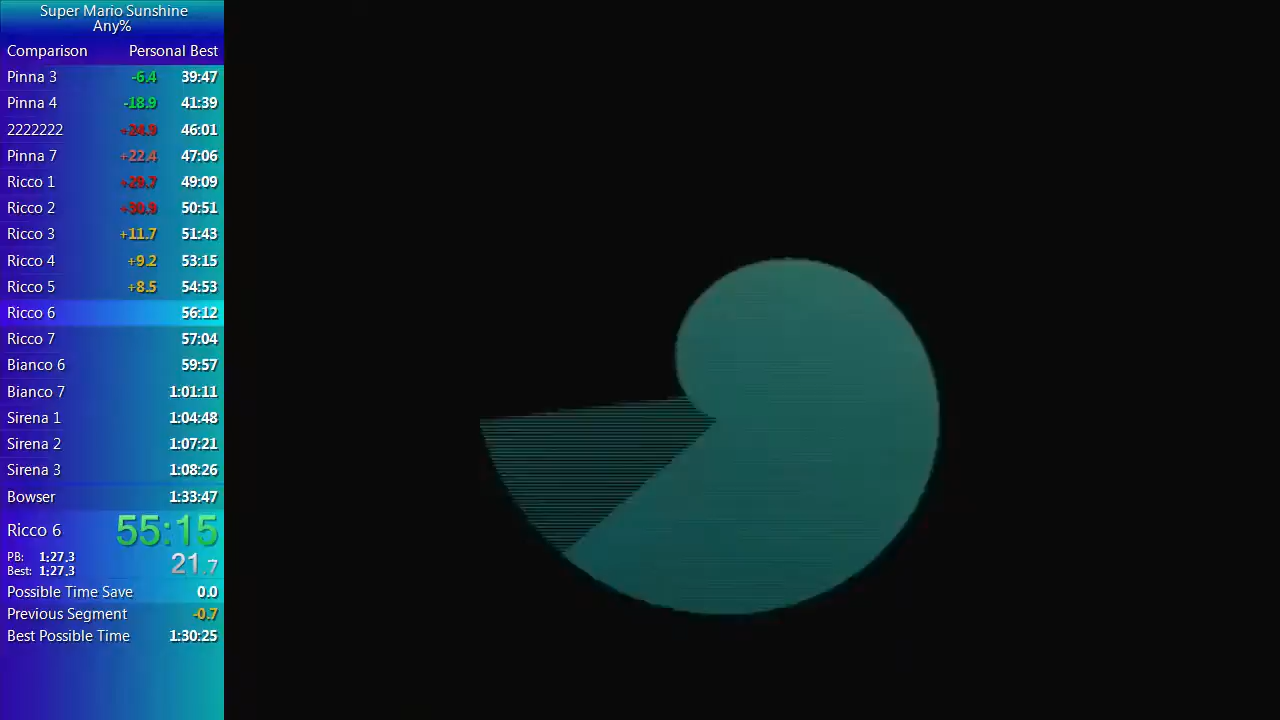 Super Mario Sunshine
Any%
Comparison Personal Best
Pinna 3 -6.4 39:47
Pinna 4 -18.9 41:39
2222222 +24.9 46:01
Pinna 7 +22.4 47:06
Ricco 1 +29.7 49:09
Ricco 2 +30.9 50:51
Ricco 3 +11.7 51:43
Ricco 4 +9.2 53:15
Ricco 5 +8.5 54:53
Ricco 6 56:12
Ricco 7 57:04
Bianco 6 59:57
Bianco 7 1:01:11
Sirena 1 1:04:48
Sirena 2 1:07:21
Sirena 3 1:08:26
Bowser 1:33:47
Ricco 6 55:15
PB: 1:27.3
Best: 1:27.3 21.7
Possible Time Save 0.0
Previous Segment -0.7
Best Possible Time 1:30:25